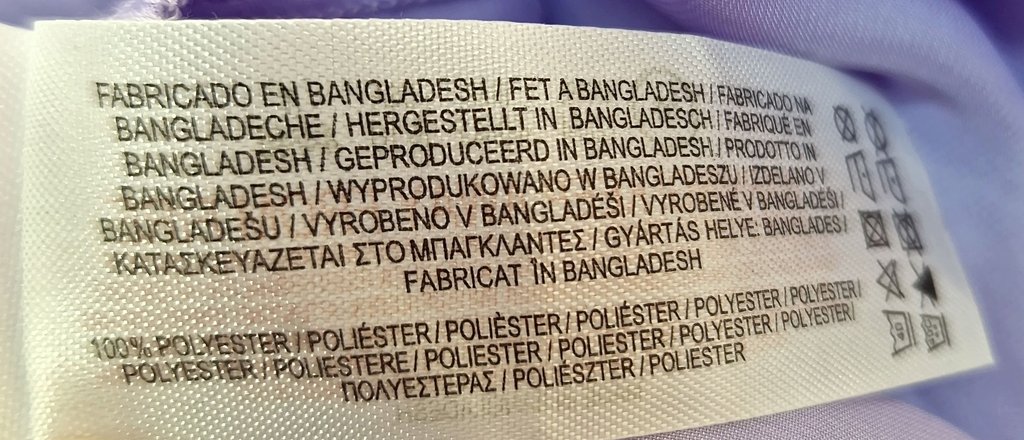 FABRICADO EN BANGLADESH / FET A BANGLADESH / FABRICADO NA
BANGLADECHE / HERGESTELLT IN BANGLADESCH / FABRIQUÉ EN
BANGLADESH / GEPRODUCEERD IN BANGLADESH / PRODOTTO IN
BANGLADESH / WYPRODUKOWANO W BANGLADESZU / IZDELANO V
BANGLADEŠU / VYROBENO V BANGLADÉŠI / VYROBENÉ V BANGLADÉŠI /
ΚΑΤΑΣΚΕΥΑΖΕΤΑΙ ΣΤΟ ΜΠΑΓΚΛΑΝΤΕΣ / GYÁRTÁS HELYE: BANGLADES /
FABRICAT ÎN BANGLADESH
100% POLYESTER / POLIÉSTER / POLIÈSTER / POLIÉSTER / POLYESTER / POLYESTER /
POLYESTER / POLIESTERE / POLIESTER / POLIESTER / POLYESTER / POLYESTER /
ΠΟΛΥΕΣΤΕΡΑΣ / POLIÉSZTER / POLIESTER
40